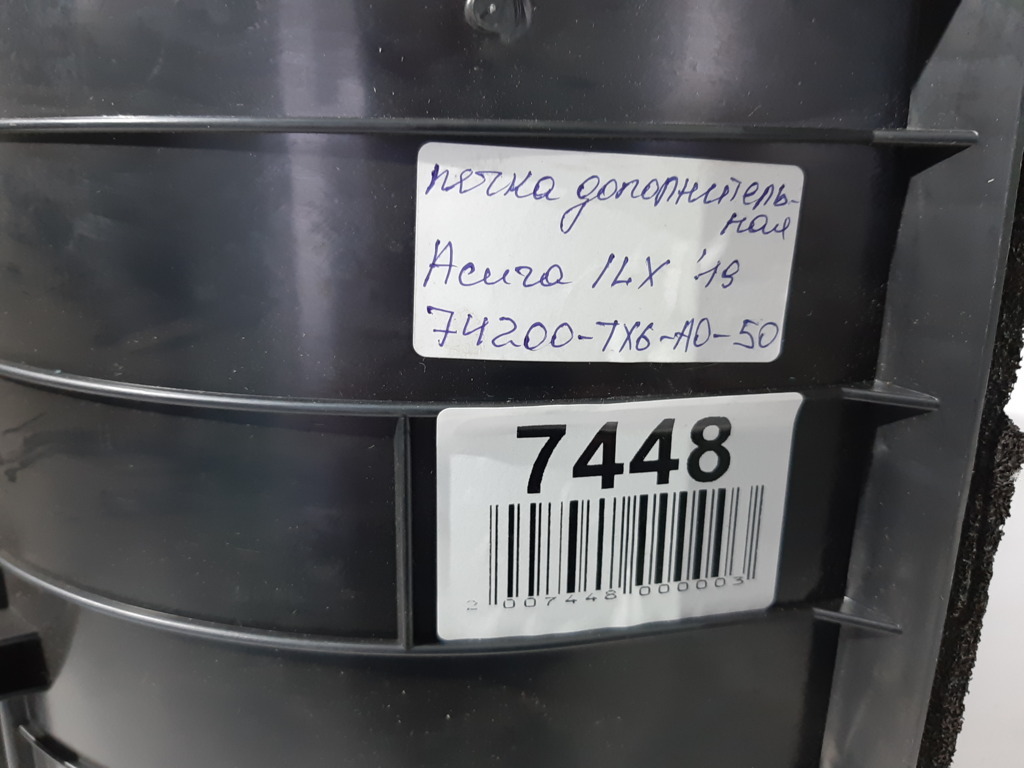 печка дополнитель-
ная
Acura ILX '19
74200-TX6-A0-50
7448
2 007448 000003